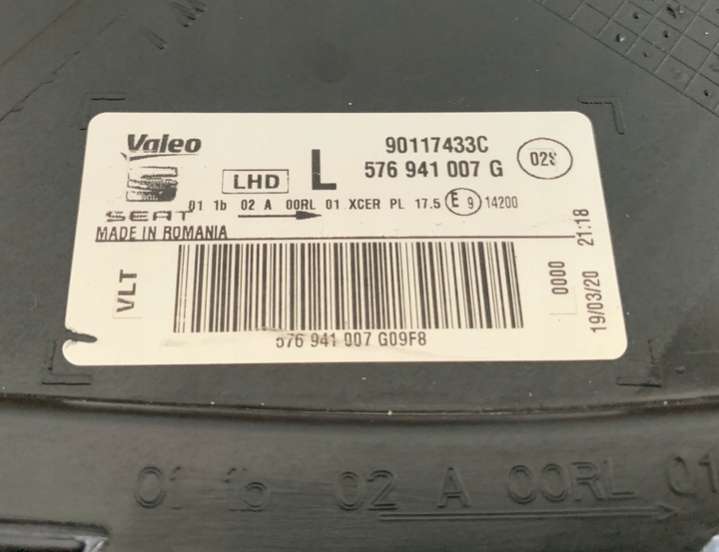 Valeo
SEAT
MADE IN ROMANIA
LHD
L
90117433C
576 941 007 G
01 1b 02 A 00RL 01 XCER PL 17.5 E 9 14200
VLT
576 941 007 G09F8
0000
19/03/20 21:18
01 1b 02 A 00RL 01